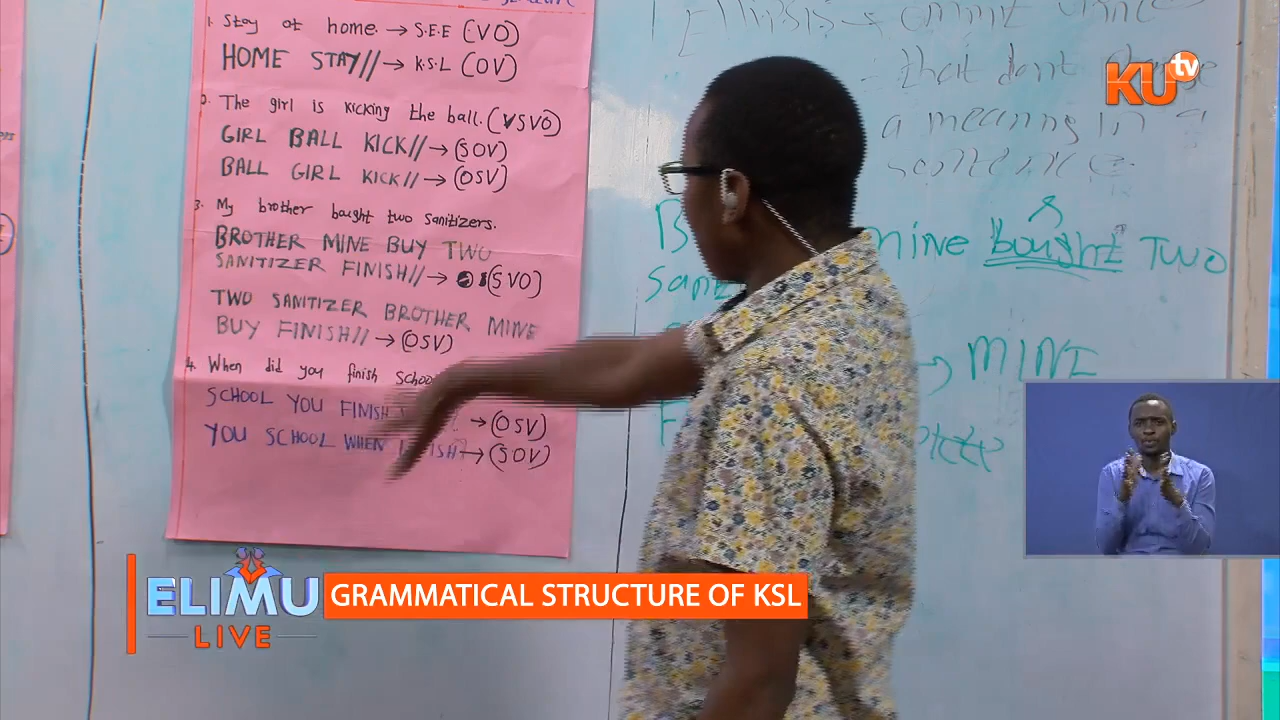 1. Stay at home. → S.E.E (VO)
HOME STAY// → K.S.L (OV)
2. The girl is kicking the ball. (SVO)
GIRL BALL KICK// → (SOV)
BALL GIRL KICK// → (OSV)
3. My brother bought two sanitizers.
BROTHER MINE BUY TWO
SANITIZER FINISH// → (SVO)
TWO SANITIZER BROTHER MINE
BUY FINISH// → (OSV)
4. When did you finish
SCHOOL YOU FINISH → (OSV)
YOU SCHOOL WHEN → (SOV)
Ellipsis → ommit
that dont
a meaning in a
sentence.
mine bought Two
→ MINE
KU tv
ELIMU
LIVE
GRAMMATICAL STRUCTURE OF KSL